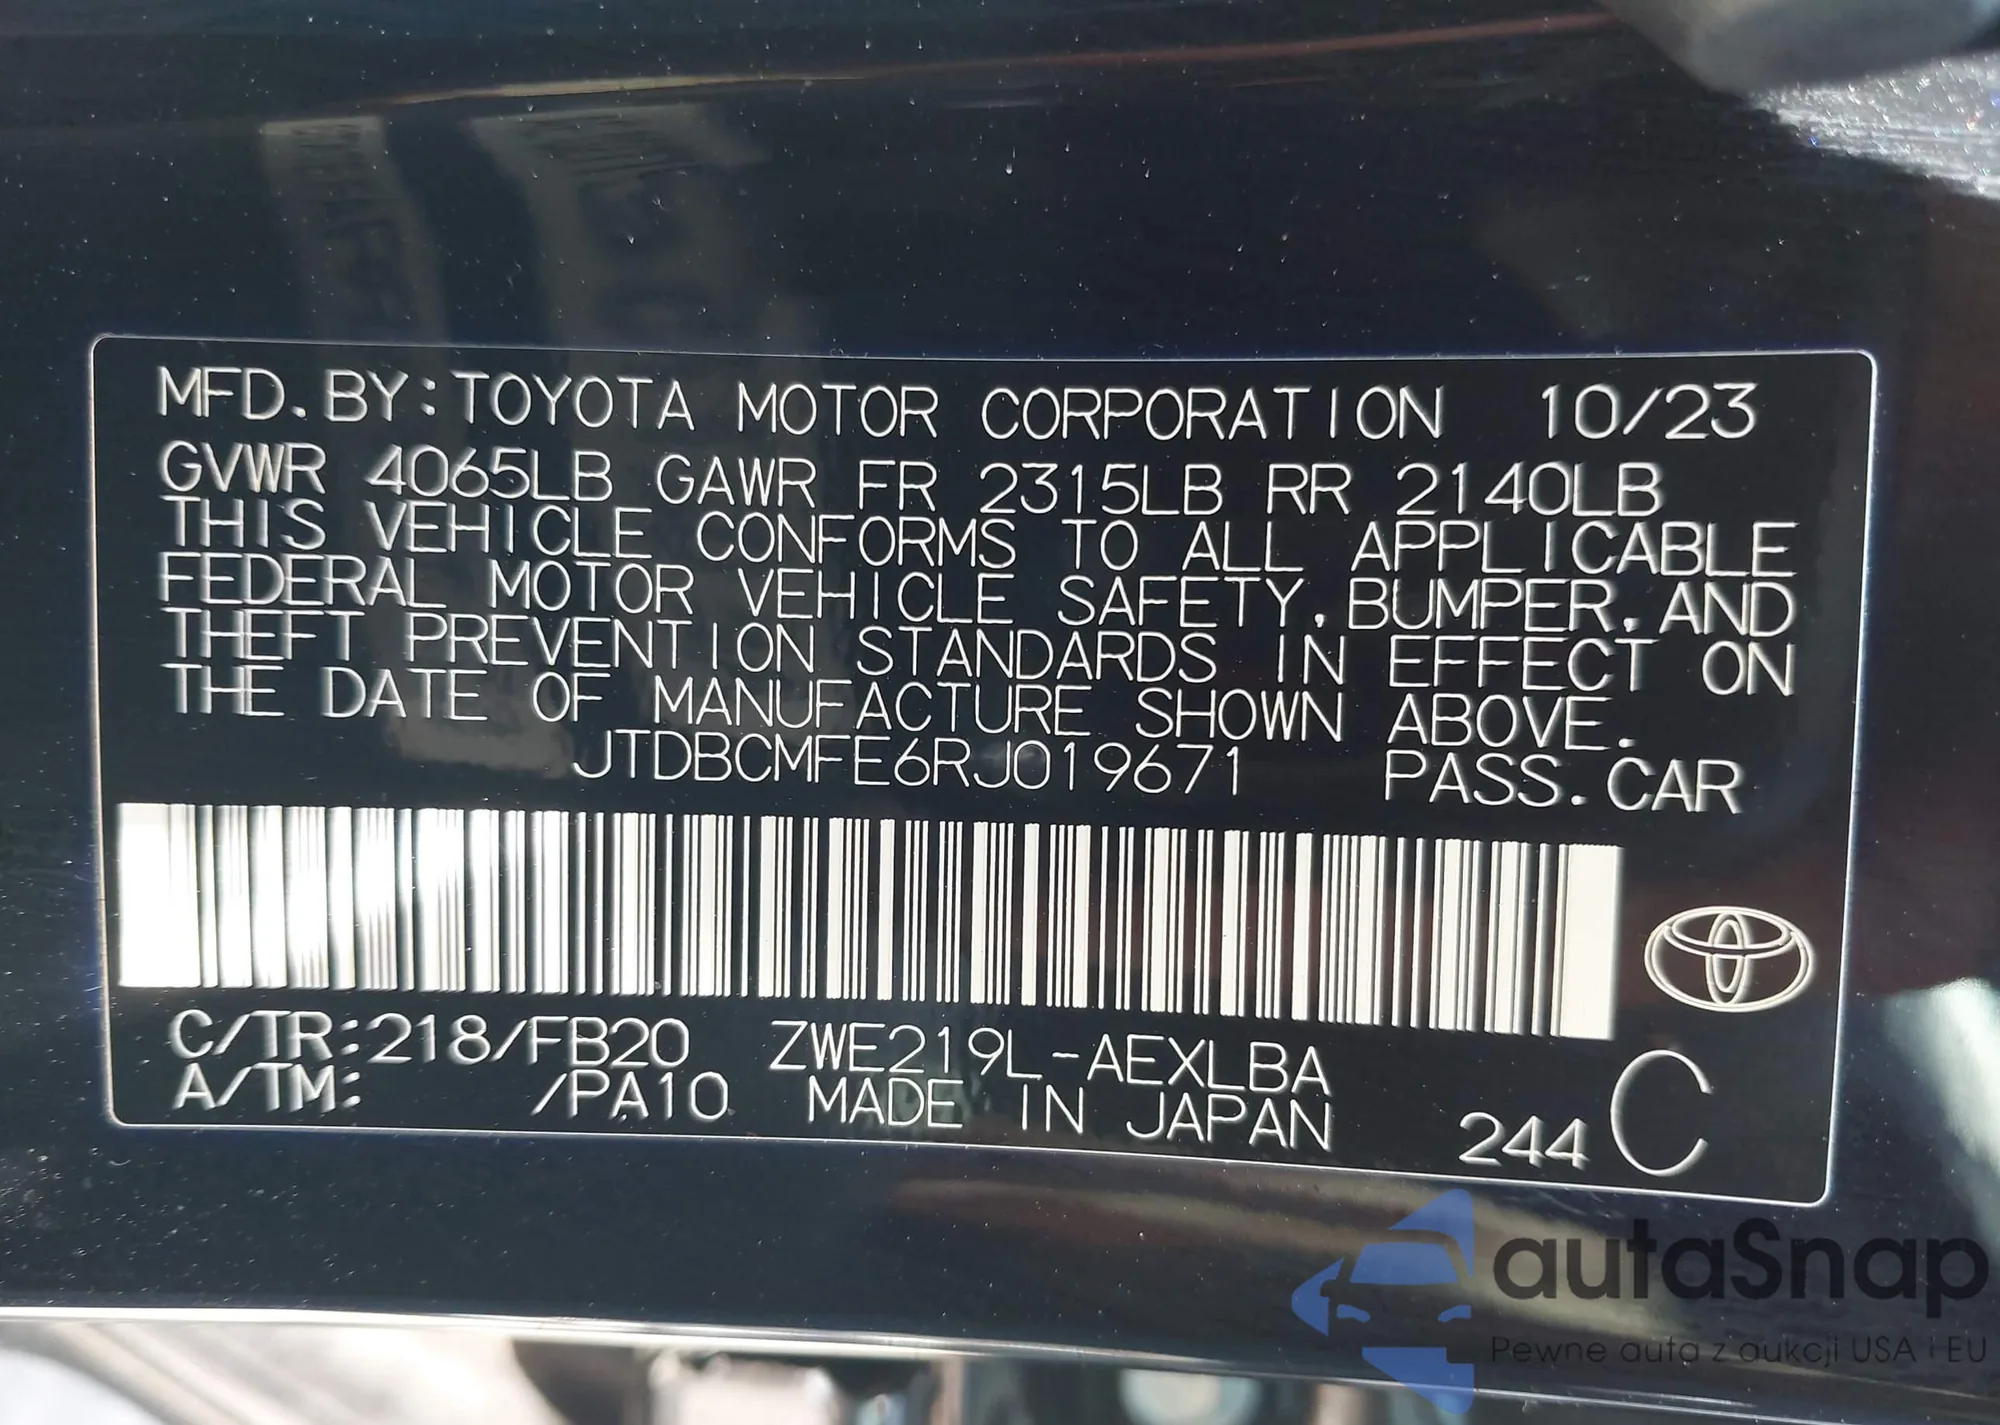 MFD. BY: TOYOTA MOTOR CORPORATION 10/23
GVWR 4065LB GAWR FR 2315LB RR 2140LB
THIS VEHICLE CONFORMS TO ALL APPLICABLE
FEDERAL MOTOR VEHICLE SAFETY, BUMPER, AND
THEFT PREVENTION STANDARDS IN EFFECT ON
THE DATE OF MANUFACTURE SHOWN ABOVE.
JTDBCMFE6RJ019671 PASS. CAR
C/TR: 218/FB20 ZWE219L-AEXLBA
A/TM: /PA10 MADE IN JAPAN 244 C
autaSnap
Pewne auta z aukcji USA i EU